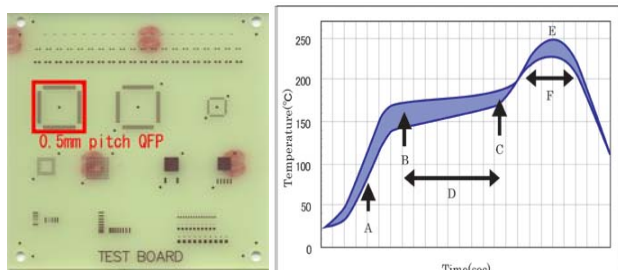 0.5mm pitch QFP
TEST BOARD
250
200
150
100
50
0
Temperature(℃)
A
B
C
D
E
F
Time(sec)